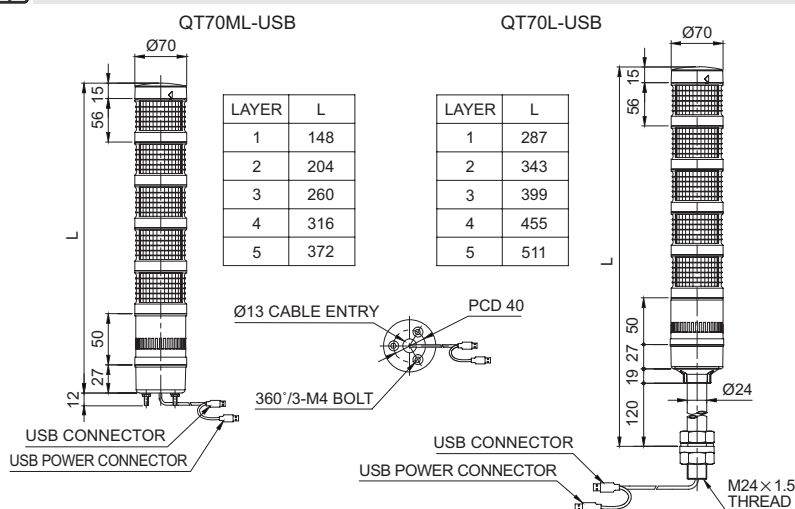 QT70ML-USB
Ø70
15
56
L
50
27
12
LAYER L
1 148
2 204
3 260
4 316
5 372
USB CONNECTOR
USB POWER CONNECTOR
Ø13 CABLE ENTRY
PCD 40
360°/3-M4 BOLT
QT70L-USB
Ø70
15
56
L
50
27
19
120
Ø24
LAYER L
1 287
2 343
3 399
4 455
5 511
USB CONNECTOR
USB POWER CONNECTOR
M24×1.5
THREAD